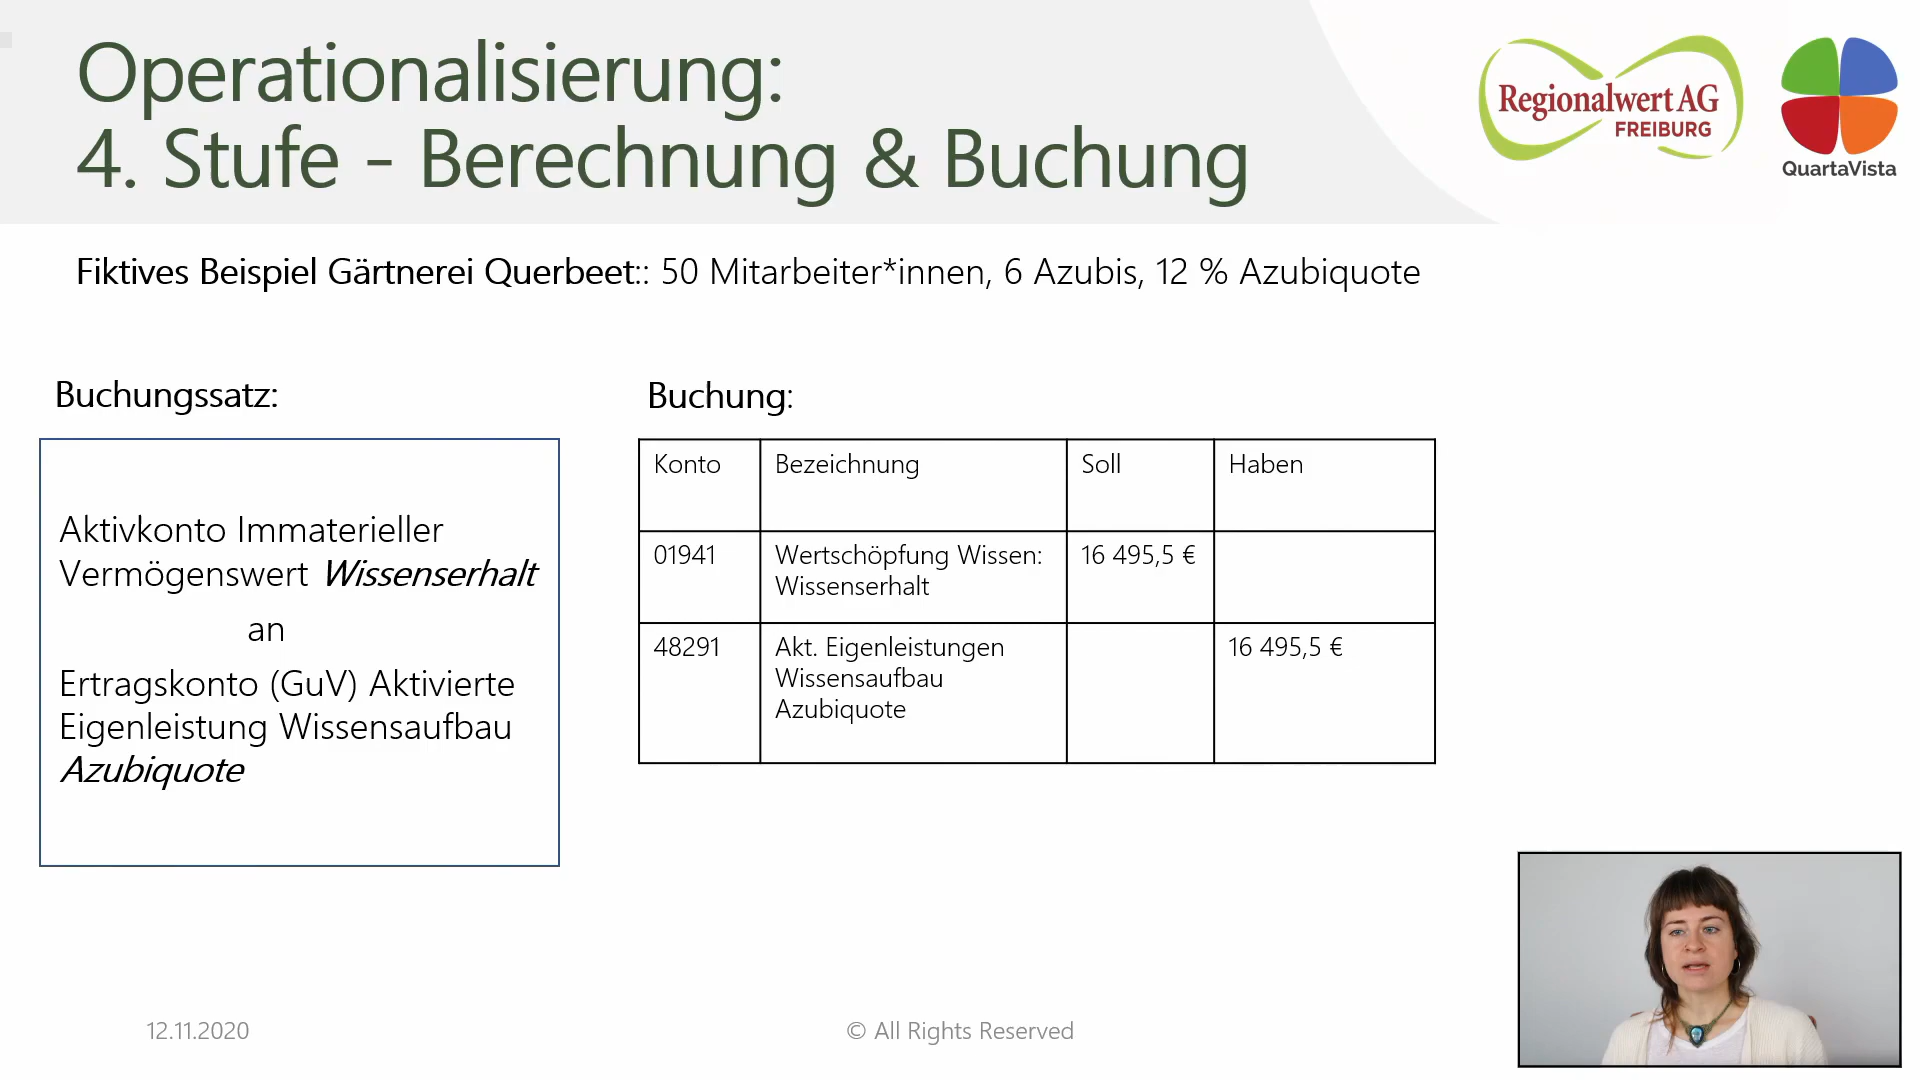 Operationalisierung:
4. Stufe - Berechnung & Buchung
Regionalwert AG
FREIBURG
QuartaVista
Fiktives Beispiel Gärtnerei Querbeet:: 50 Mitarbeiter*innen, 6 Azubis, 12 % Azubiquote
Buchungssatz:
Aktivkonto Immaterieller
Vermögenswert Wissenserhalt
an
Ertragskonto (GuV) Aktivierte
Eigenleistung Wissensaufbau
Azubiquote
Buchung:
Konto Bezeichnung Soll Haben
01941 Wertschöpfung Wissen: 16 495,5 €
Wissenserhalt
48291 Akt. Eigenleistungen 16 495,5 €
Wissensaufbau
Azubiquote
12.11.2020
© All Rights Reserved